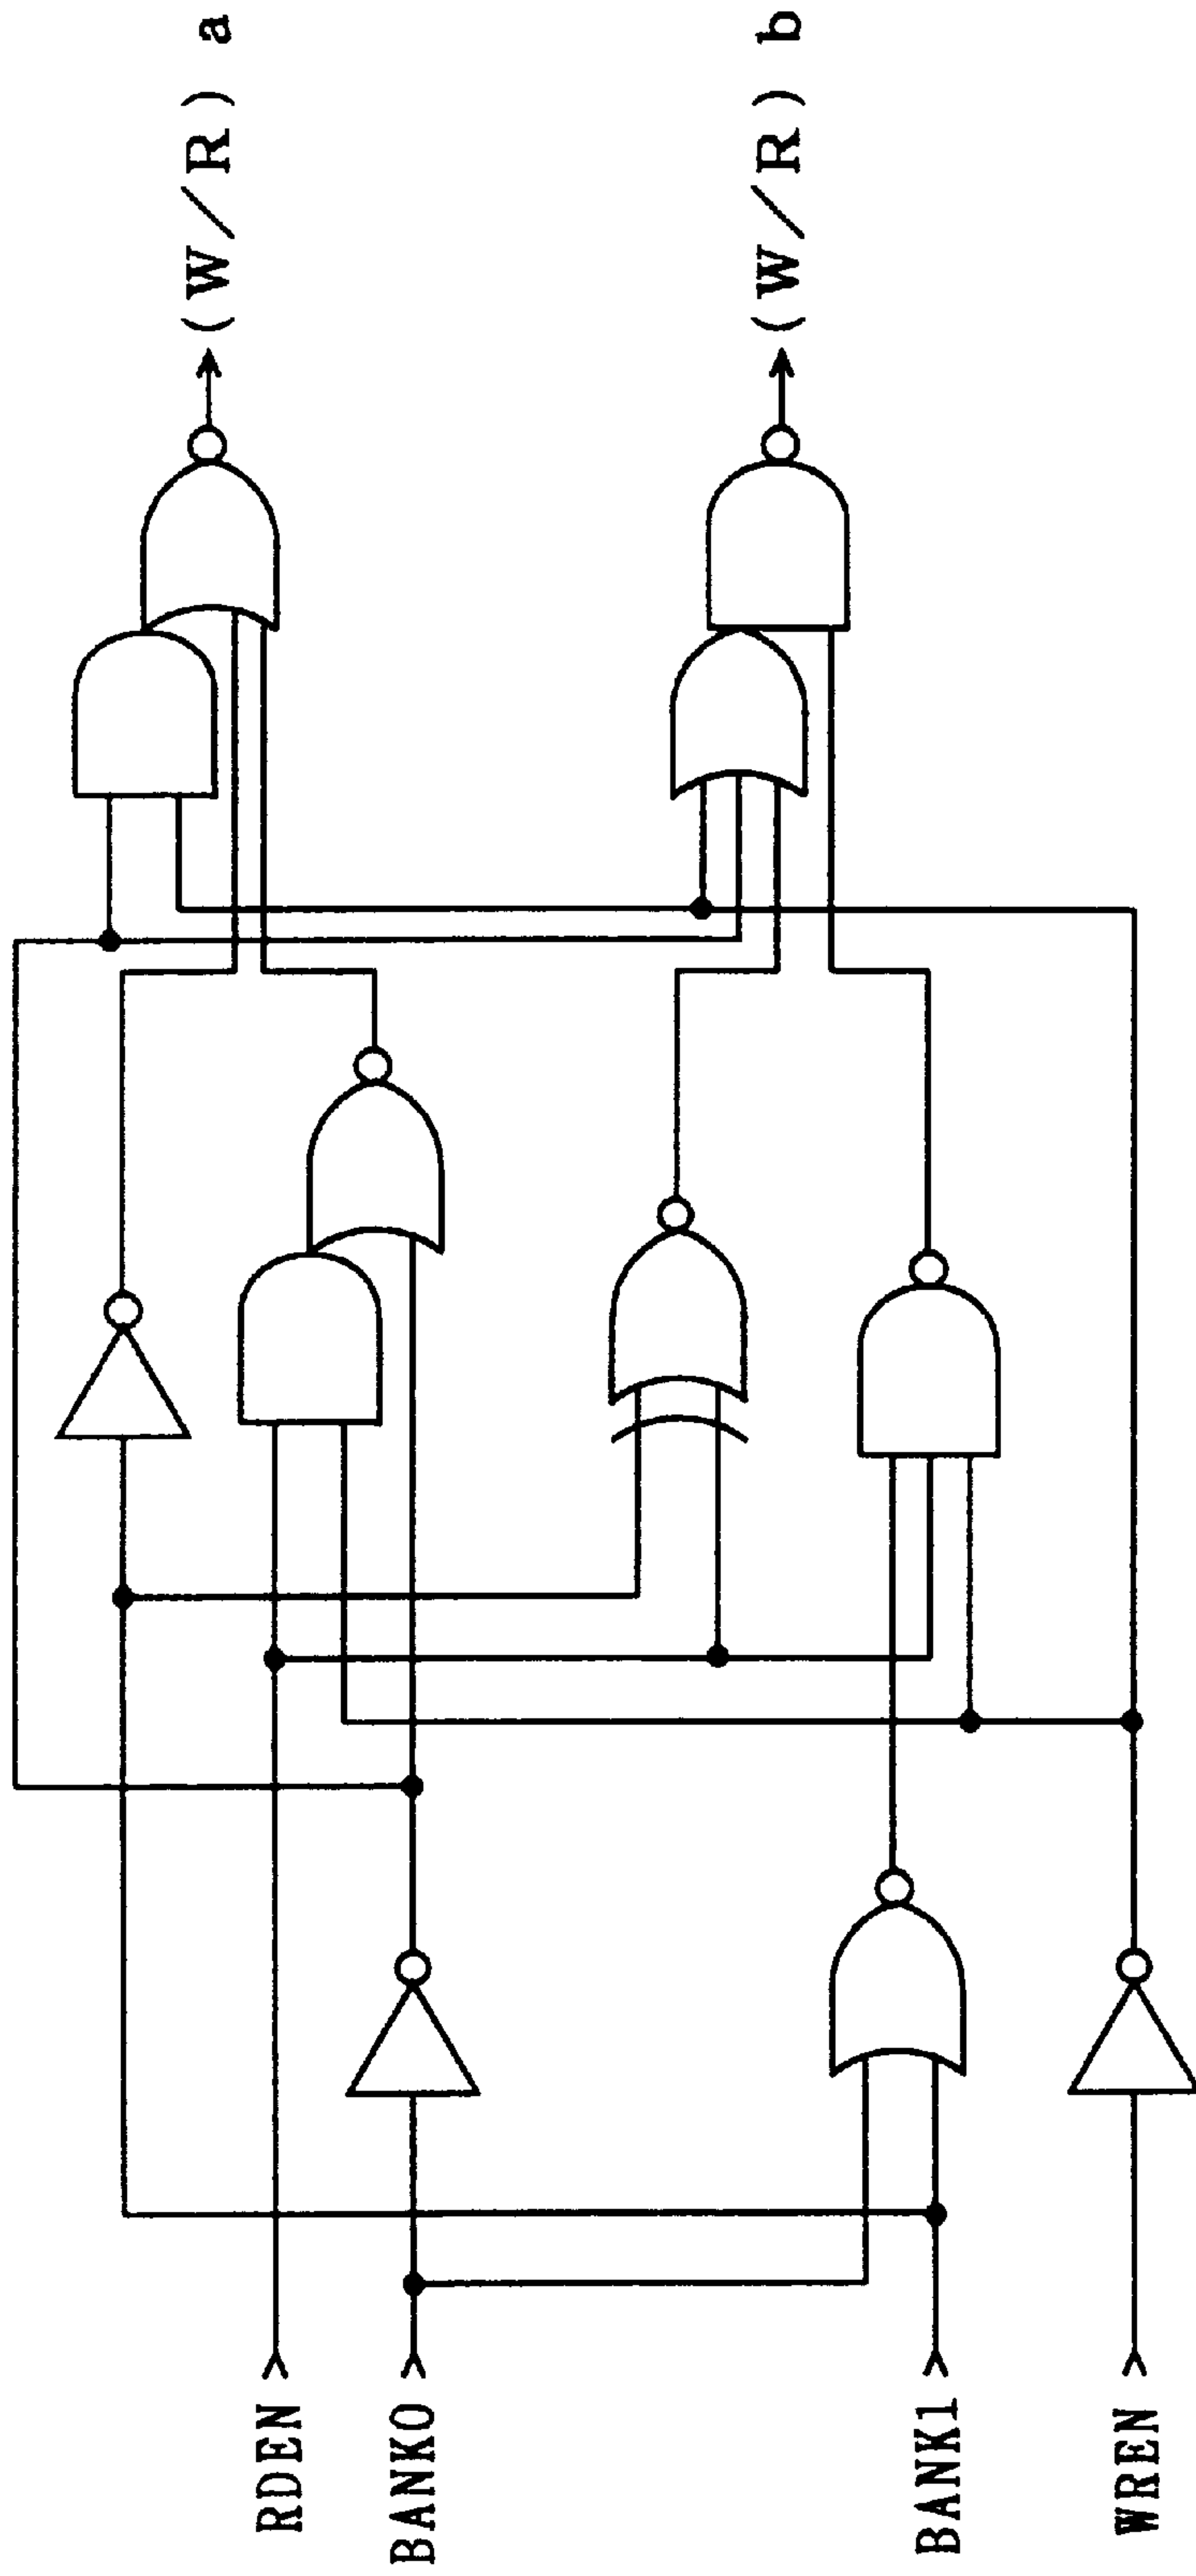 RDEN
BANK0
BANK1
WREN
(W/R) a
(W/R) b